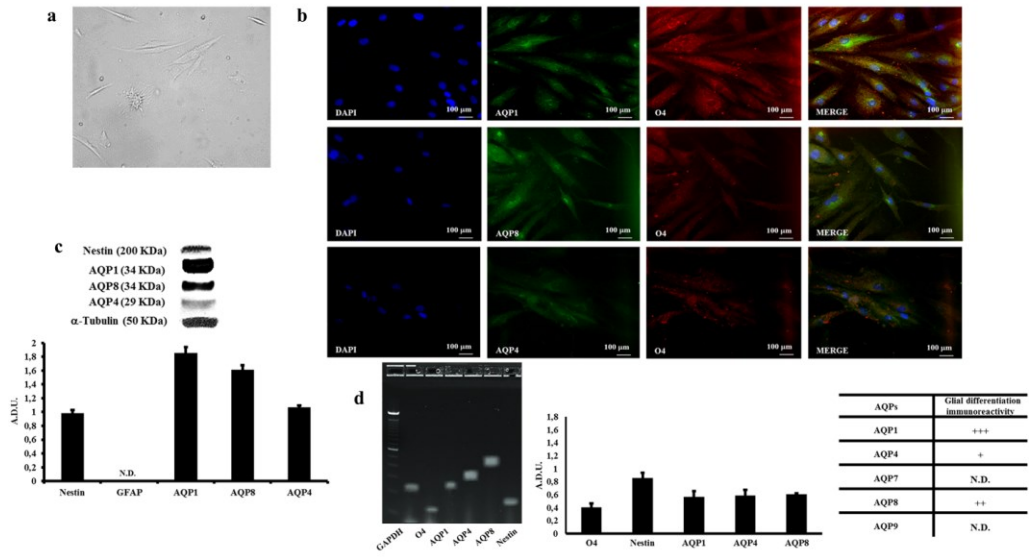 a
b
DAPI
100 µm
AQP1
100 µm
O4
100 µm
MERGE
100 µm
DAPI
100 µm
AQP8
100 µm
O4
100 µm
MERGE
100 µm
DAPI
100 µm
AQP4
100 µm
O4
100 µm
MERGE
100 µm
c
Nestin (200 KDa)
AQP1 (34 KDa)
AQP8 (34 KDa)
AQP4 (29 KDa)
α-Tubulin (50 KDa)
A.D.U.
2
1,8
1,6
1,4
1,2
1
0,8
0,6
0,4
0,2
0
N.D.
Nestin GFAP AQP1 AQP8 AQP4
d
GAPDH O4 AQP1 AQP4 AQP8 Nestin
A.D.U.
1,8
1,6
1,4
1,2
1
0,8
0,6
0,4
0,2
0
O4 Nestin AQP1 AQP4 AQP8
AQPs Glial differentiation
immunoreactivity
AQP1 +++
AQP4 +
AQP7 N.D.
AQP8 ++
AQP9 N.D.